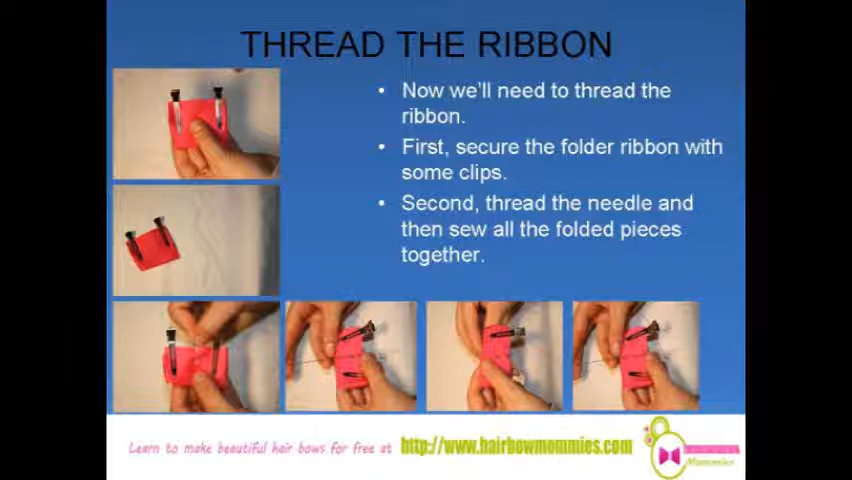 THREAD THE RIBBON
• Now we'll need to thread the
ribbon.
• First, secure the folder ribbon with
some clips.
• Second, thread the needle and
then sew all the folded pieces
together.
Learn to make beautiful hair bows for free at http://www.hairbowmommies.com
Mommies